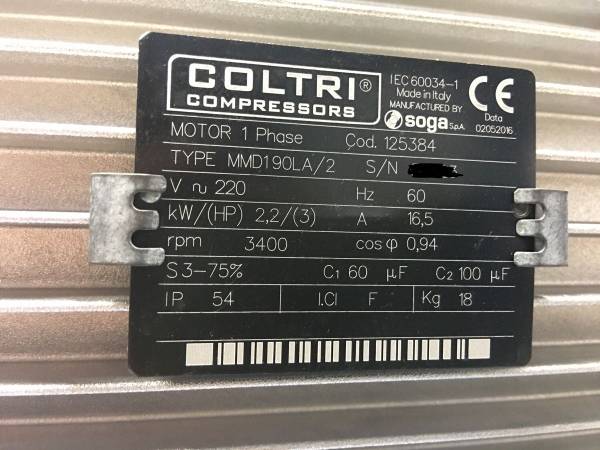 COLTRI®
COMPRESSORS
IEC 60034-1
Made in Italy
MANUFACTURED BY
soga S.p.A.
CE
Data
02052016
MOTOR 1 Phase Cod. 125384
TYPE MMD190LA/2 S/N
V ~ 220 Hz 60
kW/(HP) 2,2/(3) A 16,5
rpm 3400 cos φ 0,94
S3-75% C1 60 µF C2 100 µF
IP 54 I.Cl F Kg 18